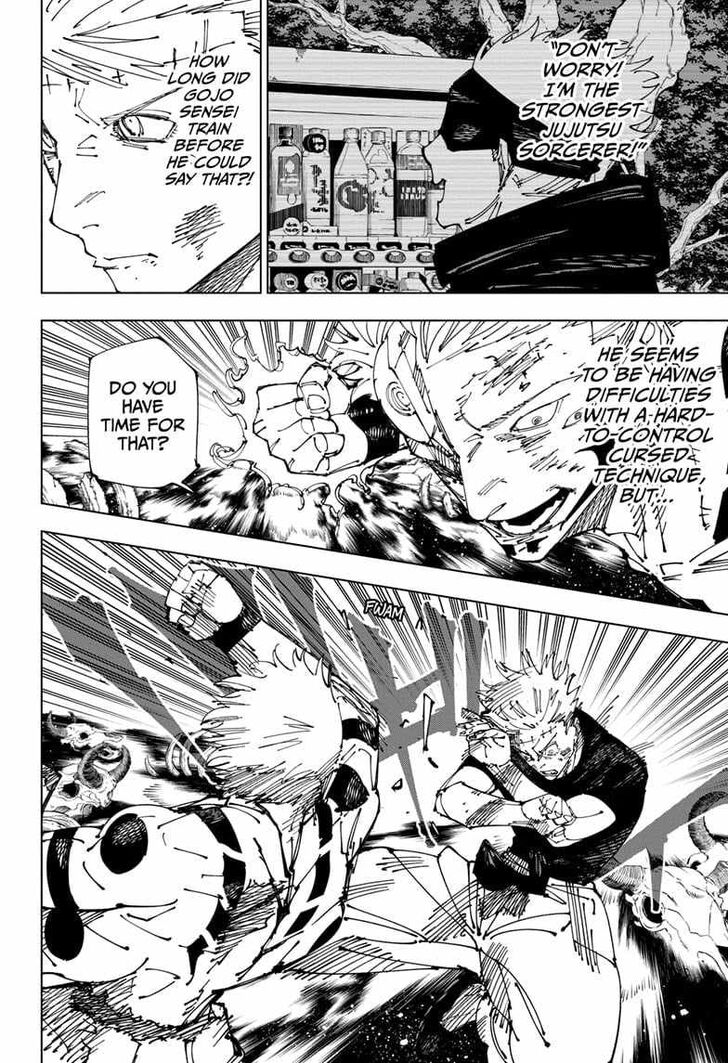 "DON'T
WORRY!
I'M THE
STRONGEST
JUJUTSU
SORCERER!"
HOW
LONG DID
GOJO
SENSEI
TRAIN
BEFORE
HE COULD
SAY THAT?!
HE SEEMS
TO BE HAVING
DIFFICULTIES
WITH A HARD-
TO-CONTROL
CURSED
TECHNIQUE,
BUT...
DO YOU
HAVE
TIME FOR
THAT?
FWAM